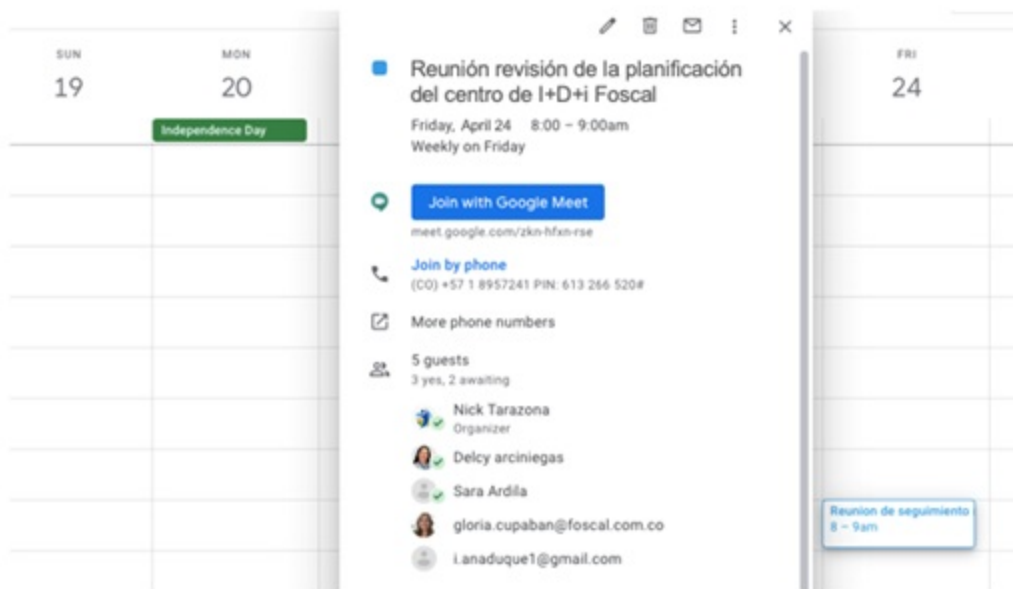 SUN
19
MON
20
FRI
24
Independence Day
Reunión revisión de la planificación
del centro de I+D+i Foscal
Friday, April 24 8:00 – 9:00am
Weekly on Friday
Join with Google Meet
meet.google.com/zkn-hfxn-rse
Join by phone
(CO) +57 1 8957241 PIN: 613 266 520#
More phone numbers
5 guests
3 yes, 2 awaiting
Nick Tarazona
Organizer
Delcy arciniegas
Sara Ardila
gloria.cupaban@foscal.com.co
i.anaduque1@gmail.com
Reunion de seguimiento
8 – 9am